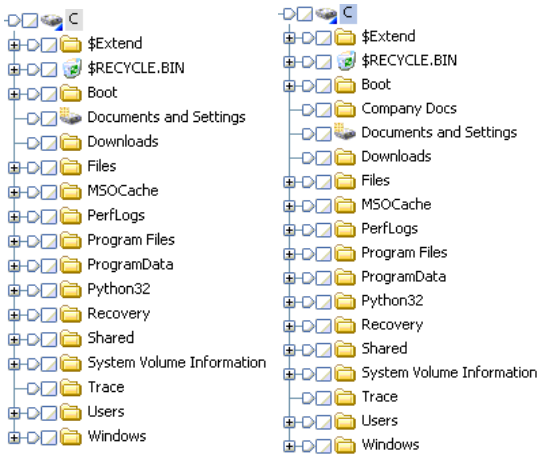 C
$Extend
$RECYCLE.BIN
Boot
Documents and Settings
Downloads
Files
MSOCache
PerfLogs
Program Files
ProgramData
Python32
Recovery
Shared
System Volume Information
Trace
Users
Windows
C
$Extend
$RECYCLE.BIN
Boot
Company Docs
Documents and Settings
Downloads
Files
MSOCache
PerfLogs
Program Files
ProgramData
Python32
Recovery
Shared
System Volume Information
Trace
Users
Windows